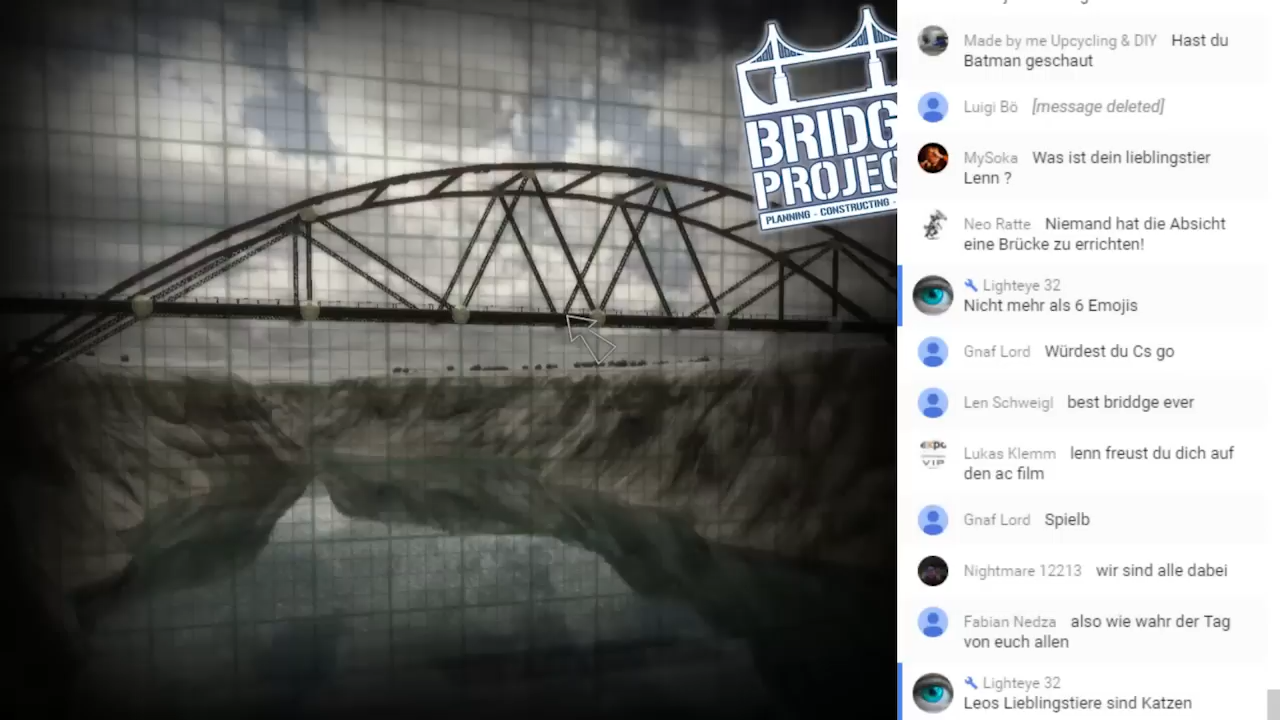 BRIDG
PROJEC
PLANNING - CONSTRUCTING -
Made by me Upcycling & DIY Hast du
Batman geschaut
Luigi Bö [message deleted]
MySoka Was ist dein lieblingstier
Lenn ?
Neo Ratte Niemand hat die Absicht
eine Brücke zu errichten!
Lighteye 32
Nicht mehr als 6 Emojis
Gnaf Lord Würdest du Cs go
Len Schweigl best briddge ever
expo
VIP
Lukas Klemm lenn freust du dich auf
den ac film
Gnaf Lord Spielb
Nightmare 12213 wir sind alle dabei
Fabian Nedza also wie wahr der Tag
von euch allen
Lighteye 32
Leos Lieblingstiere sind Katzen